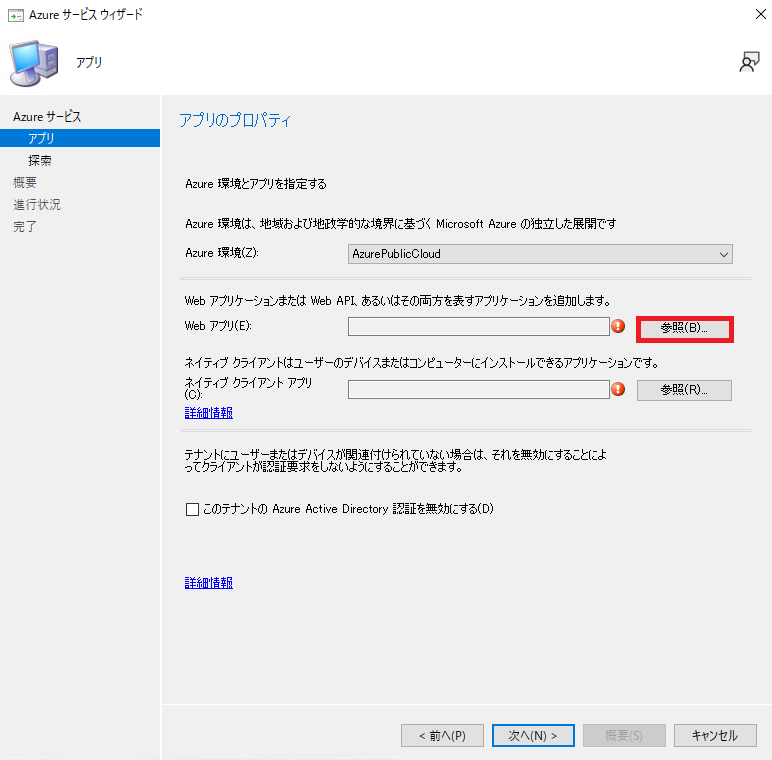 Azure サービス ウィザード
アプリ
Azure サービス
アプリ
探索
概要
進行状況
完了
アプリのプロパティ
Azure 環境とアプリを指定する
Azure 環境は、地域および地政学的な境界に基づく Microsoft Azure の独立した展開です
Azure 環境(Z):
AzurePublicCloud
Web アプリケーションまたは Web API、あるいはその両方を表すアプリケーションを追加します。
Web アプリ(E):
参照(B)...
ネイティブ クライアントはユーザーのデバイスまたはコンピューターにインストールできるアプリケーションです。
ネイティブ クライアント アプリ
(C):
参照(R)...
詳細情報
テナントにユーザーまたはデバイスが関連付けられていない場合は、それを無効にすることによ
ってクライアントが認証要求をしないようにすることができます。
このテナントの Azure Active Directory 認証を無効にする(D)
詳細情報
< 前へ(P)
次へ(N) >
概要(S)
キャンセル